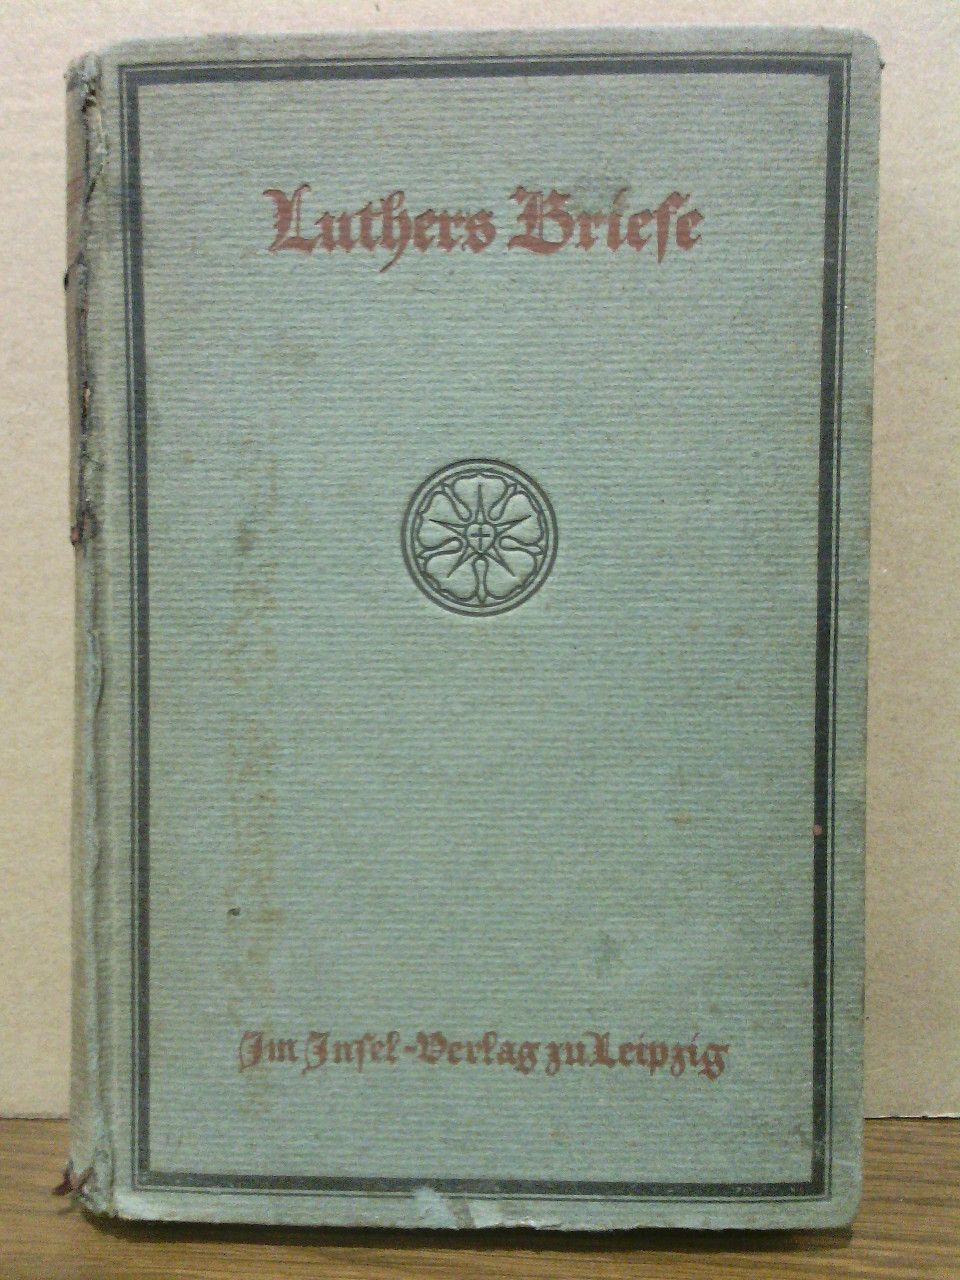 Luthers Briefe
Im Insel-Verlag zu Leipzig